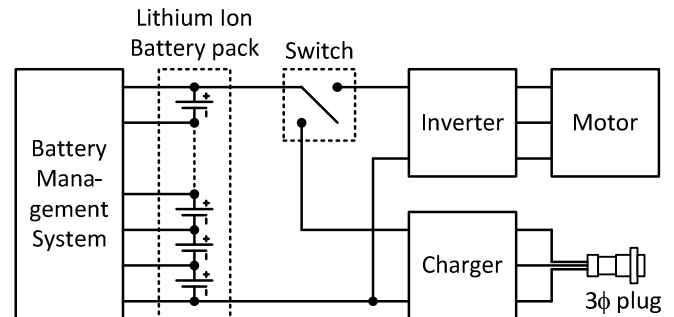 Lithium Ion
Battery pack
Switch
Battery
Mana-
gement
System
Inverter
Motor
Charger
3ϕ plug